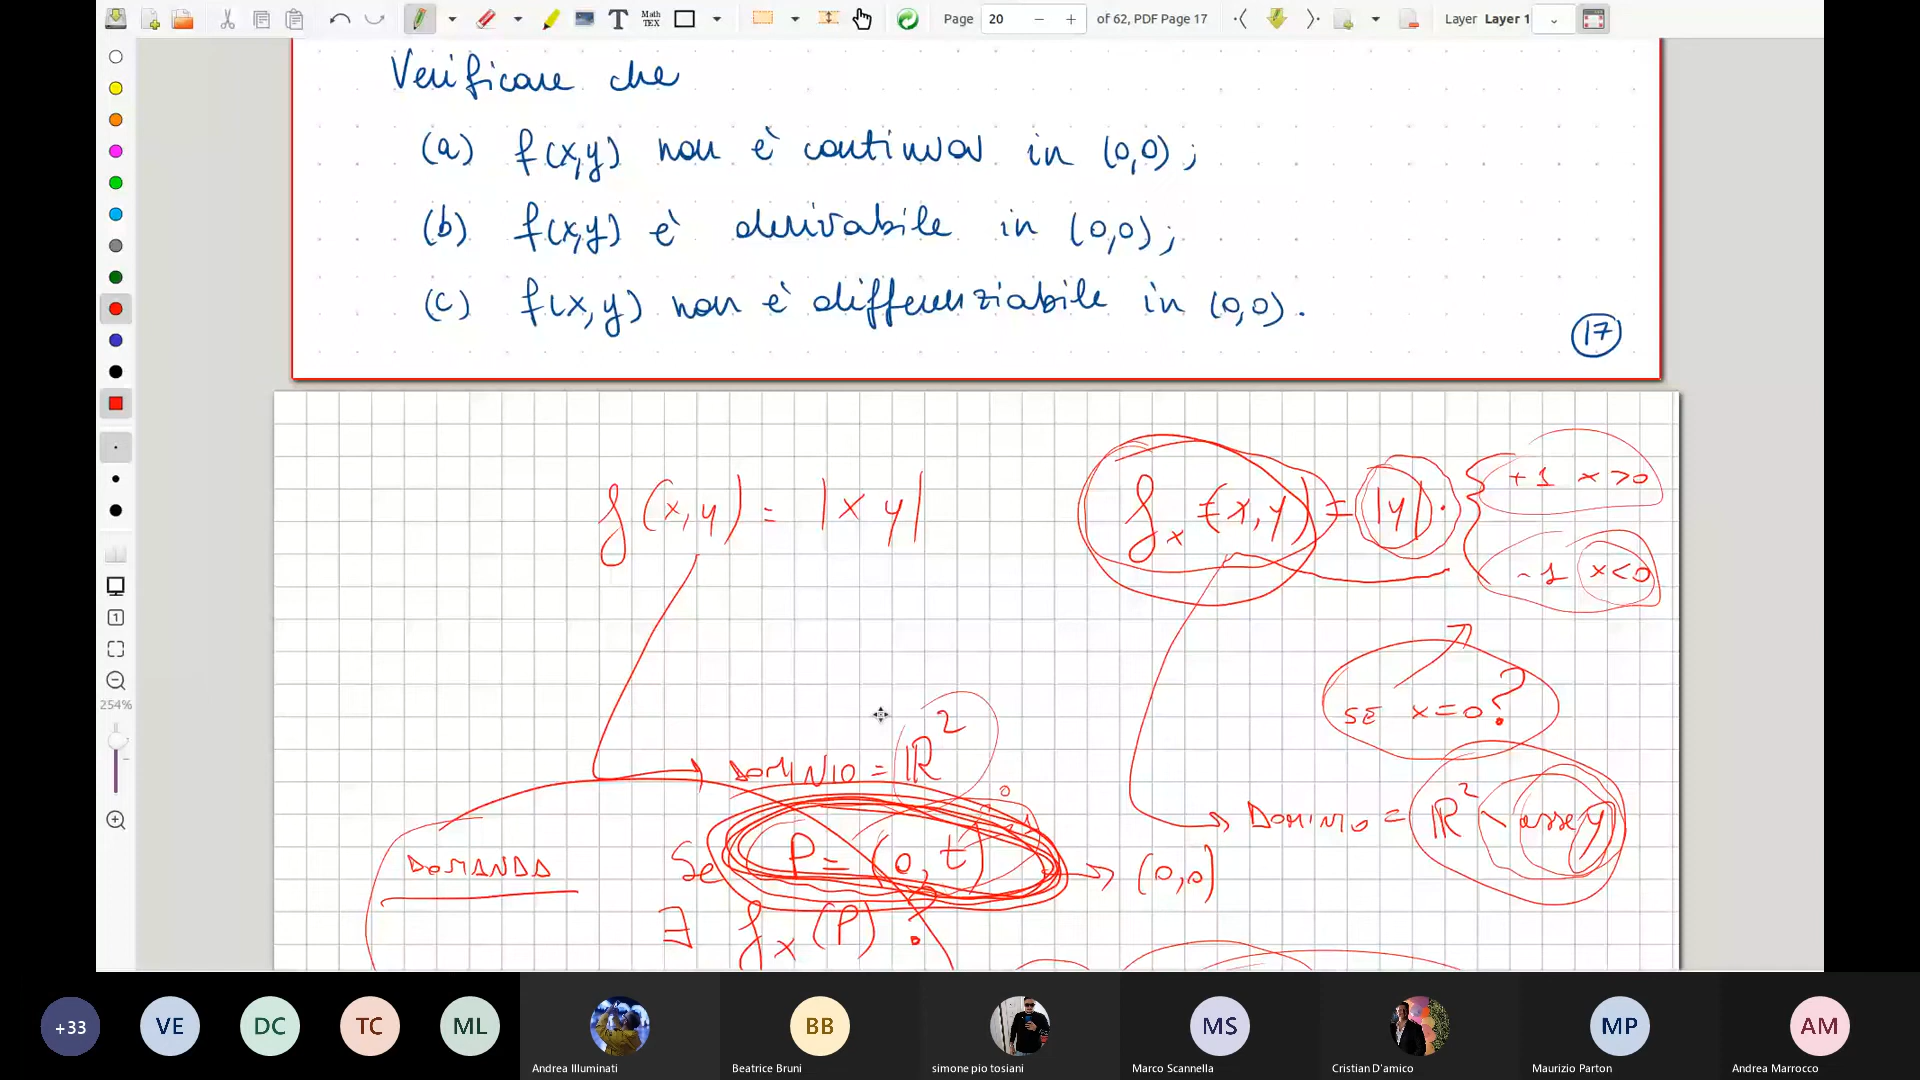 Math
TEX
T
Page 20 of 62, PDF Page 17
Layer Layer 1
254%
1
Verificare che
(a) f(x,y) non è continua in (0,0);
(b) f(x,y) è derivabile in (0,0);
(c) f(x,y) non è differenziabile in (0,0).
17
f(x,y) = |xy|
f_x(x,y) = |y| · { +1 x>0
-1 x<0
SE x=0?
DOMINIO = ℝ²
DOMINIO = ℝ² \ asse y
DOMANDA
Se P = (0,t) → (0,0)
∃ f_x(P) ?
+33
VE
DC
TC
ML
BB
MS
MP
AM
Andrea Illuminati
Beatrice Bruni
simone pio tosiani
Marco Scannella
Cristian D'amico
Maurizio Parton
Andrea Marrocco